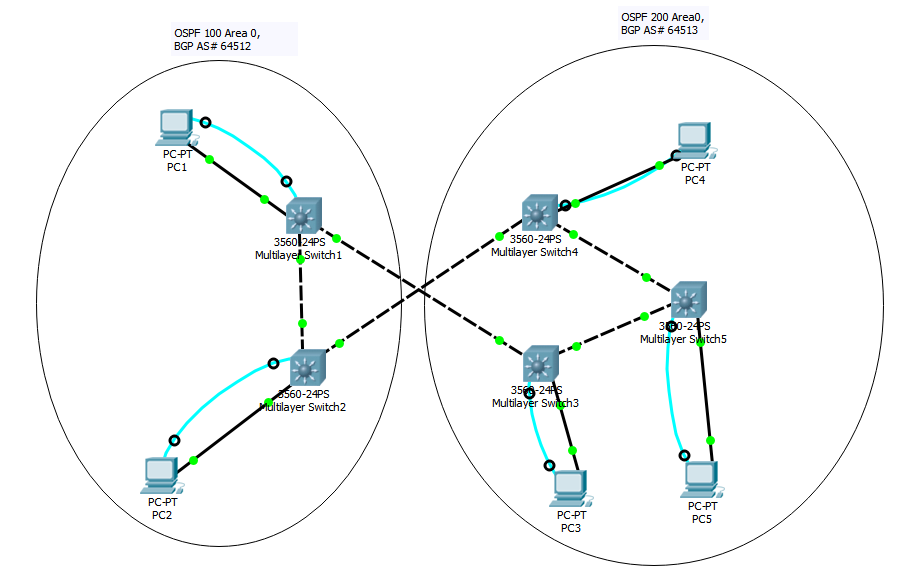 OSPF 100 Area 0,
BGP AS# 64512
OSPF 200 Area0,
BGP AS# 64513
PC-PT
PC1
PC-PT
PC4
3560-24PS
Multilayer Switch1
3560-24PS
Multilayer Switch4
3560-24PS
Multilayer Switch5
3560-24PS
Multilayer Switch2
3560-24PS
Multilayer Switch3
PC-PT
PC2
PC-PT
PC3
PC-PT
PC5